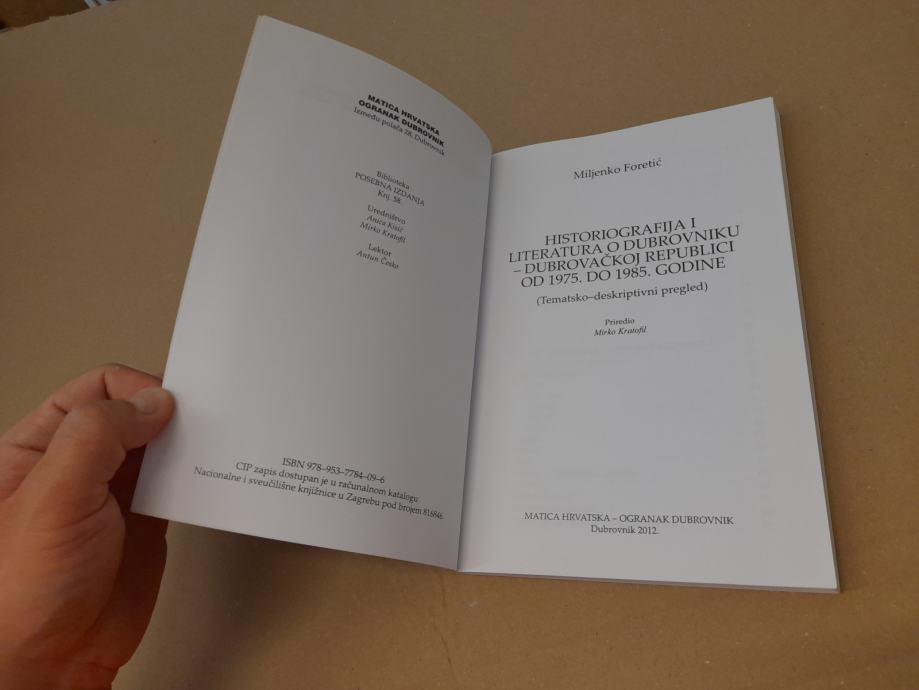 MATICA HRVATSKA
OGRANAK DUBROVNIK
Između polača 28, Dubrovnik
Biblioteka
POSEBNA IZDANJA
Knj. 58.
Uredništvo
Anica Kisić
Mirko Kratofil
Lektor
Antun Česko
ISBN 978–953–7784–09–6
CIP zapis dostupan je u računalnom katalogu
Nacionalne i sveučilišne knjižnice u Zagrebu pod brojem 816846.
Miljenko Foretić
HISTORIOGRAFIJA I
LITERATURA O DUBROVNIKU
– DUBROVAČKOJ REPUBLICI
OD 1975. DO 1985. GODINE
(Tematsko–deskriptivni pregled)
Priredio
Mirko Kratofil
MATICA HRVATSKA – OGRANAK DUBROVNIK
Dubrovnik 2012.